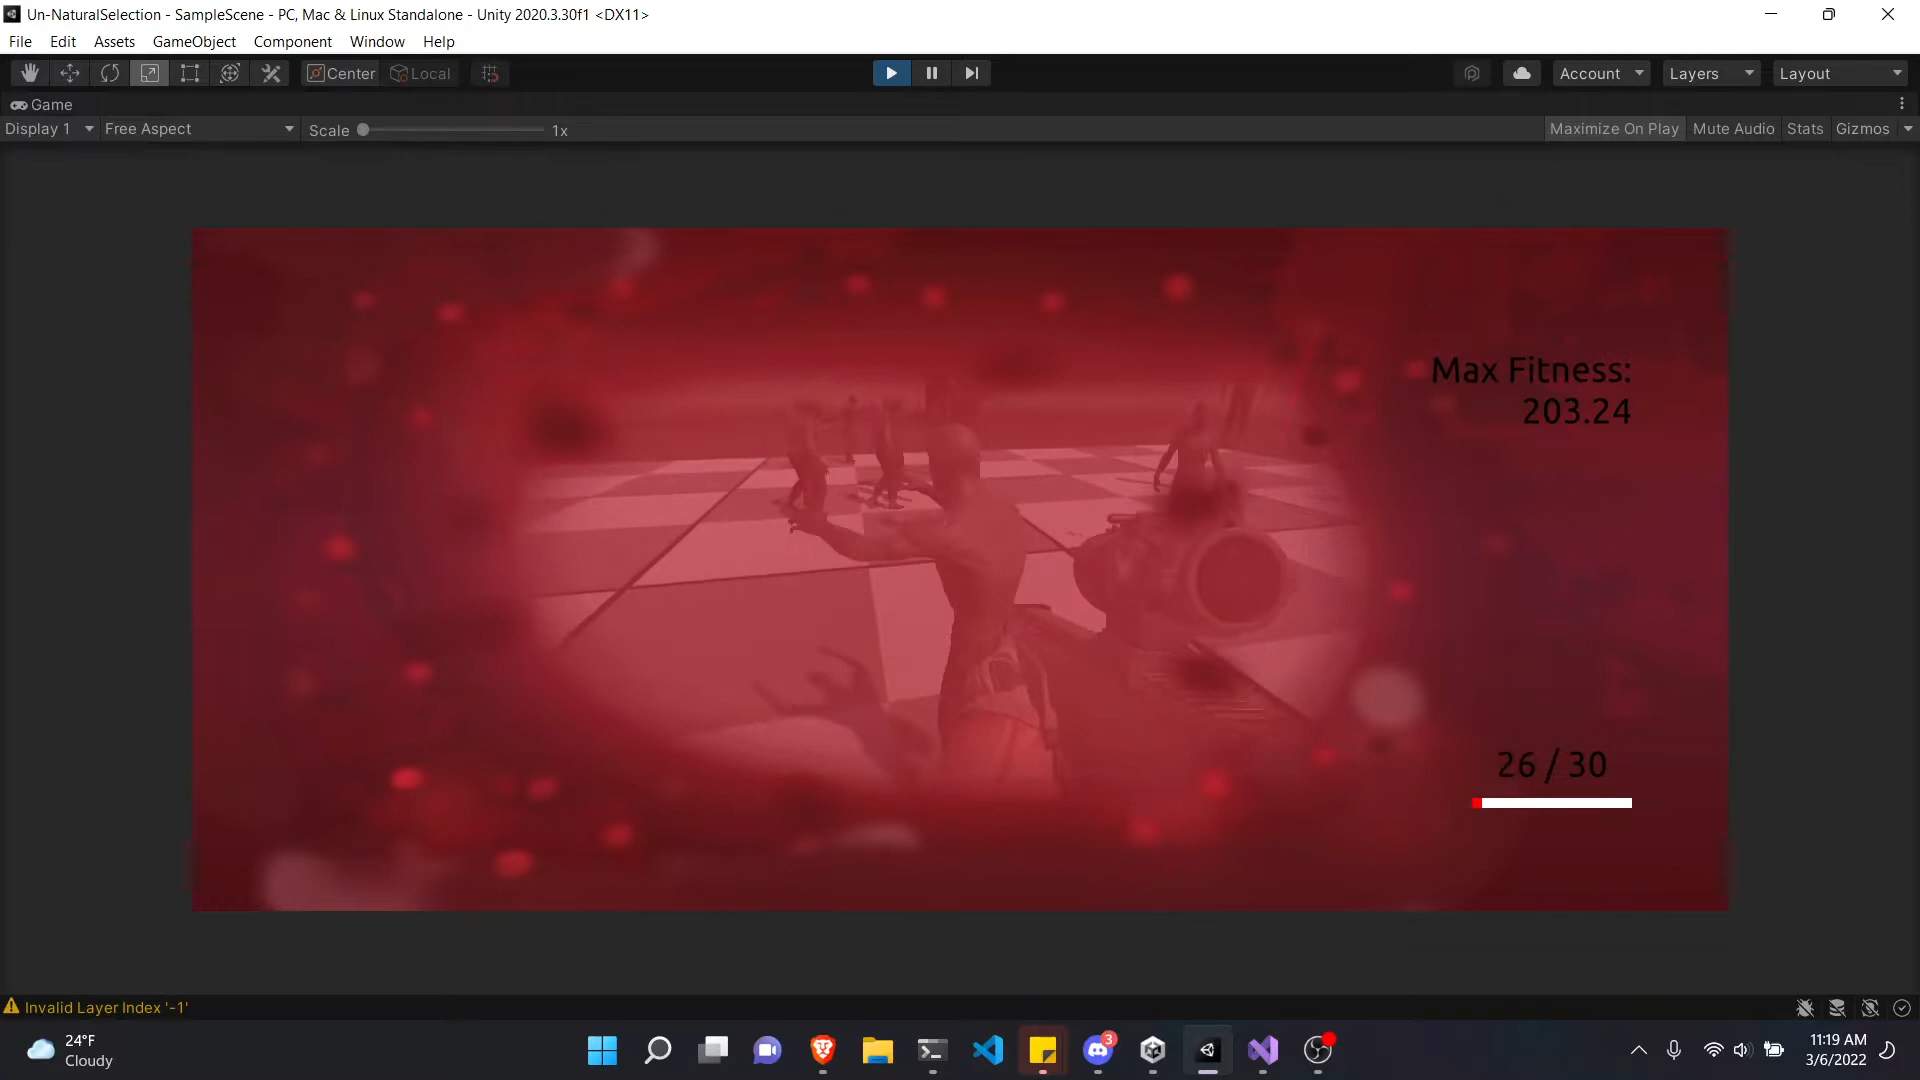 Un-NaturalSelection - SampleScene - PC, Mac & Linux Standalone - Unity 2020.3.30f1 <DX11>
File Edit Assets GameObject Component Window Help
Center Local Account Layers Layout
Game
Display 1 Free Aspect Scale 1x Maximize On Play Mute Audio Stats Gizmos
Max Fitness:
203.24
26 / 30
Invalid Layer Index '-1'
24°F
Cloudy
3
11:19 AM
3/6/2022